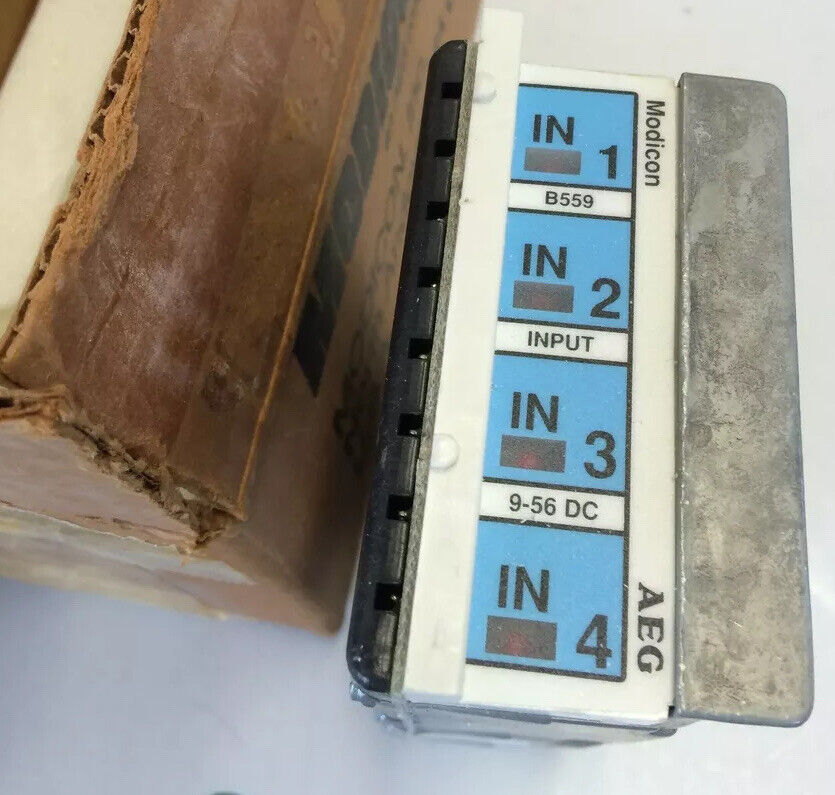 Modicon
IN 1
B559
IN 2
INPUT
IN 3
9-56 DC
IN 4
AEG